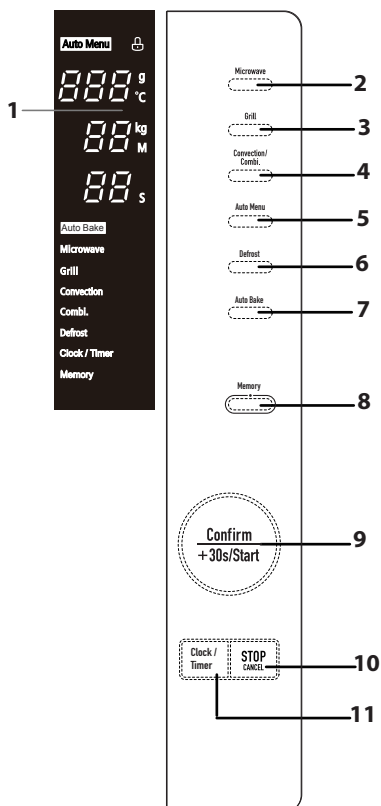 Auto Menu
888 g
°C
1
88 kg
M
88 s
Auto Bake
Microwave
Grill
Convection
Combi.
Defrost
Clock / Timer
Memory
Microwave
2
Grill
3
Convection/
Combi.
4
Auto Menu
5
Defrost
6
Auto Bake
7
Memory
8
Confirm
+30s/Start
9
Clock /
Timer
STOP
CANCEL
10
11